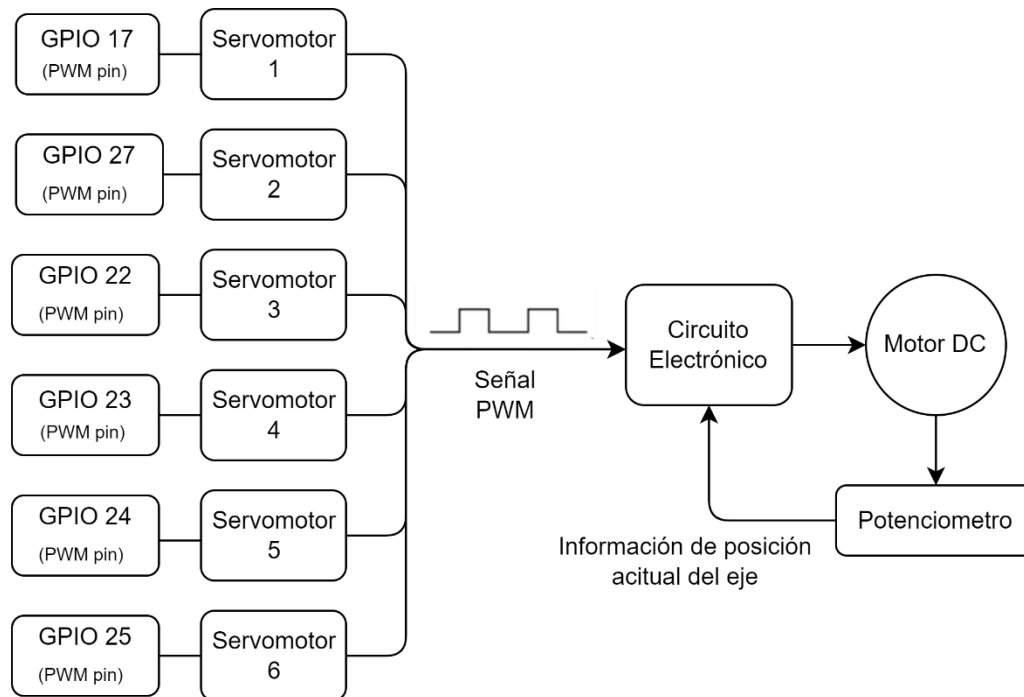 GPIO 17
(PWM pin)
Servomotor
1
GPIO 27
(PWM pin)
Servomotor
2
GPIO 22
(PWM pin)
Servomotor
3
GPIO 23
(PWM pin)
Servomotor
4
GPIO 24
(PWM pin)
Servomotor
5
GPIO 25
(PWM pin)
Servomotor
6
Señal
PWM
Circuito
Electrónico
Motor DC
Potenciometro
Información de posición
acitual del eje